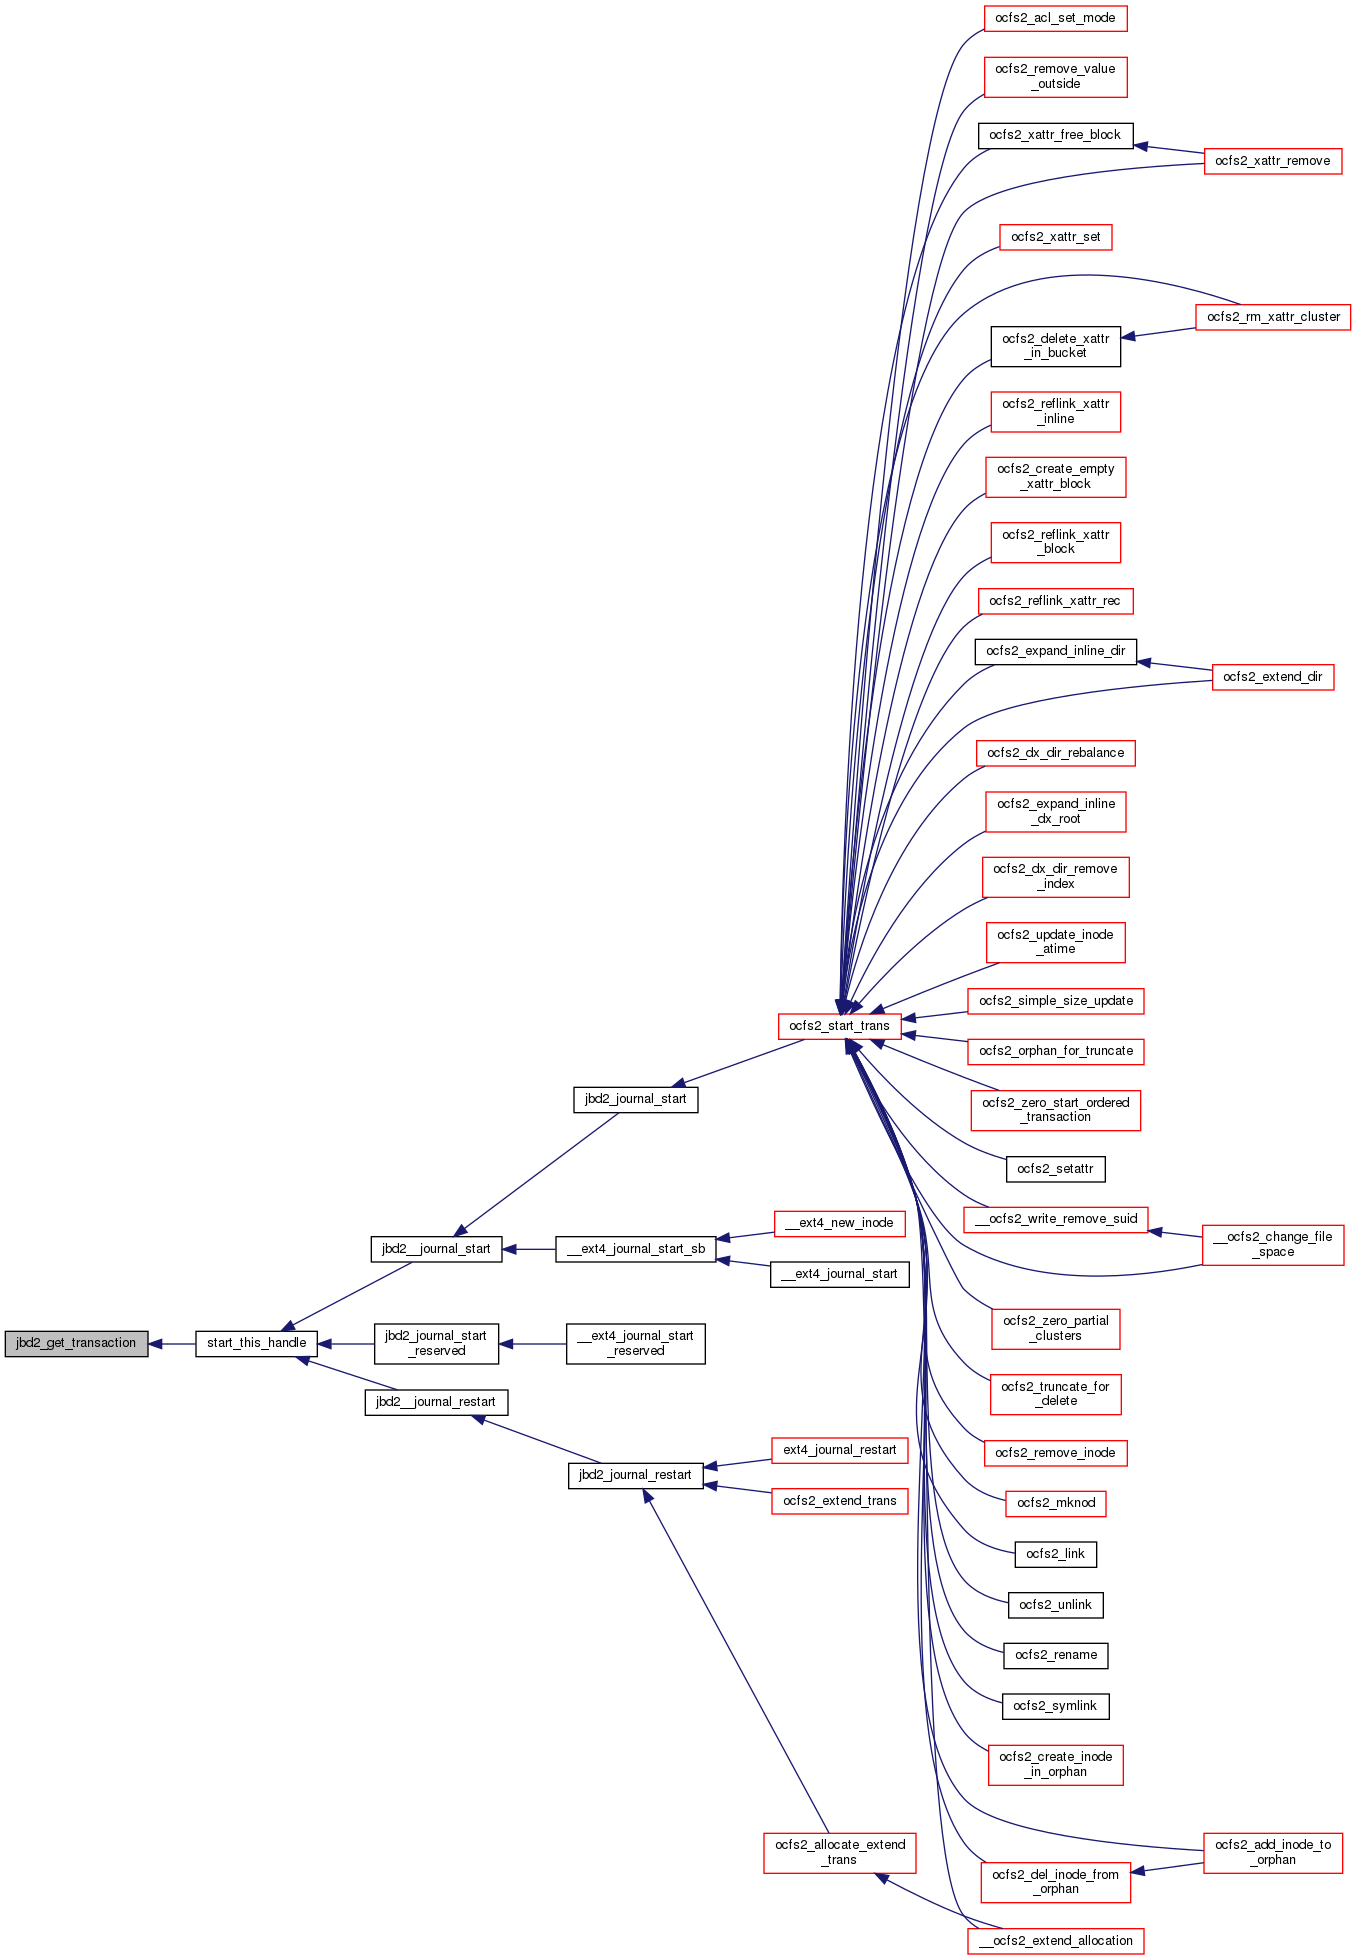 ocfs2_acl_set_mode
ocfs2_remove_value
_outside
ocfs2_xattr_free_block
ocfs2_xattr_remove
ocfs2_xattr_set
ocfs2_rm_xattr_cluster
ocfs2_delete_xattr
_in_bucket
ocfs2_reflink_xattr
_inline
ocfs2_create_empty
_xattr_block
ocfs2_reflink_xattr
_block
ocfs2_reflink_xattr_rec
ocfs2_expand_inline_dir
ocfs2_extend_dir
ocfs2_dx_dir_rebalance
ocfs2_expand_inline
_dx_root
ocfs2_dx_dir_remove
_index
ocfs2_update_inode
_atime
ocfs2_simple_size_update
ocfs2_start_trans
ocfs2_orphan_for_truncate
ocfs2_zero_start_ordered
_transaction
jbd2_journal_start
ocfs2_setattr
__ocfs2_write_remove_suid
__ocfs2_change_file
_space
__ext4_new_inode
jbd2__journal_start
__ext4_journal_start_sb
__ext4_journal_start
ocfs2_zero_partial
_clusters
jbd2_get_transaction
start_this_handle
jbd2_journal_start
_reserved
__ext4_journal_start
_reserved
ocfs2_truncate_for
_delete
jbd2__journal_restart
ocfs2_remove_inode
ext4_journal_restart
jbd2_journal_restart
ocfs2_extend_trans
ocfs2_mknod
ocfs2_link
ocfs2_unlink
ocfs2_rename
ocfs2_symlink
ocfs2_create_inode
_in_orphan
ocfs2_allocate_extend
_trans
ocfs2_add_inode_to
_orphan
ocfs2_del_inode_from
_orphan
__ocfs2_extend_allocation